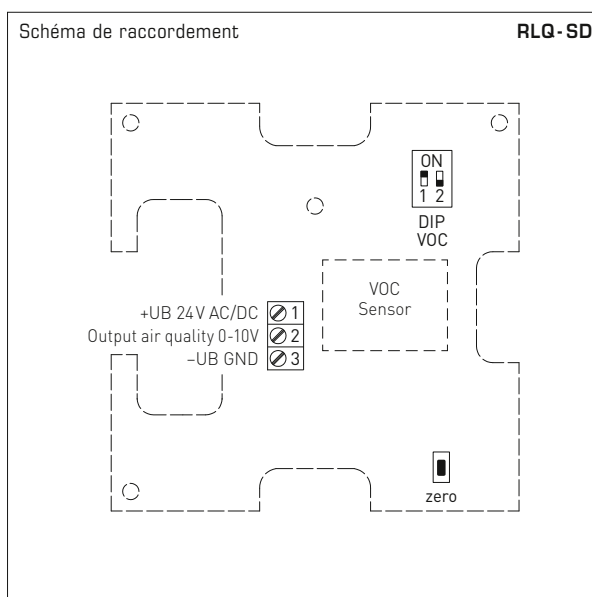 Schéma de raccordement RLQ-SD
ON
1 2
DIP
VOC
VOC
Sensor
+UB 24V AC/DC 1
Output air quality 0-10V 2
–UB GND 3
zero